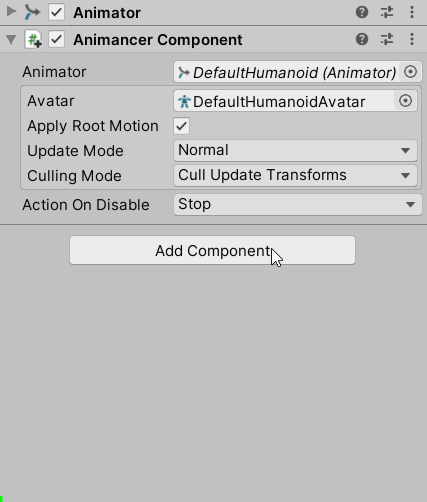 Animator
Animancer Component
Animator DefaultHumanoid (Animator)
Avatar DefaultHumanoidAvatar
Apply Root Motion
Update Mode Normal
Culling Mode Cull Update Transforms
Action On Disable Stop
Add Component